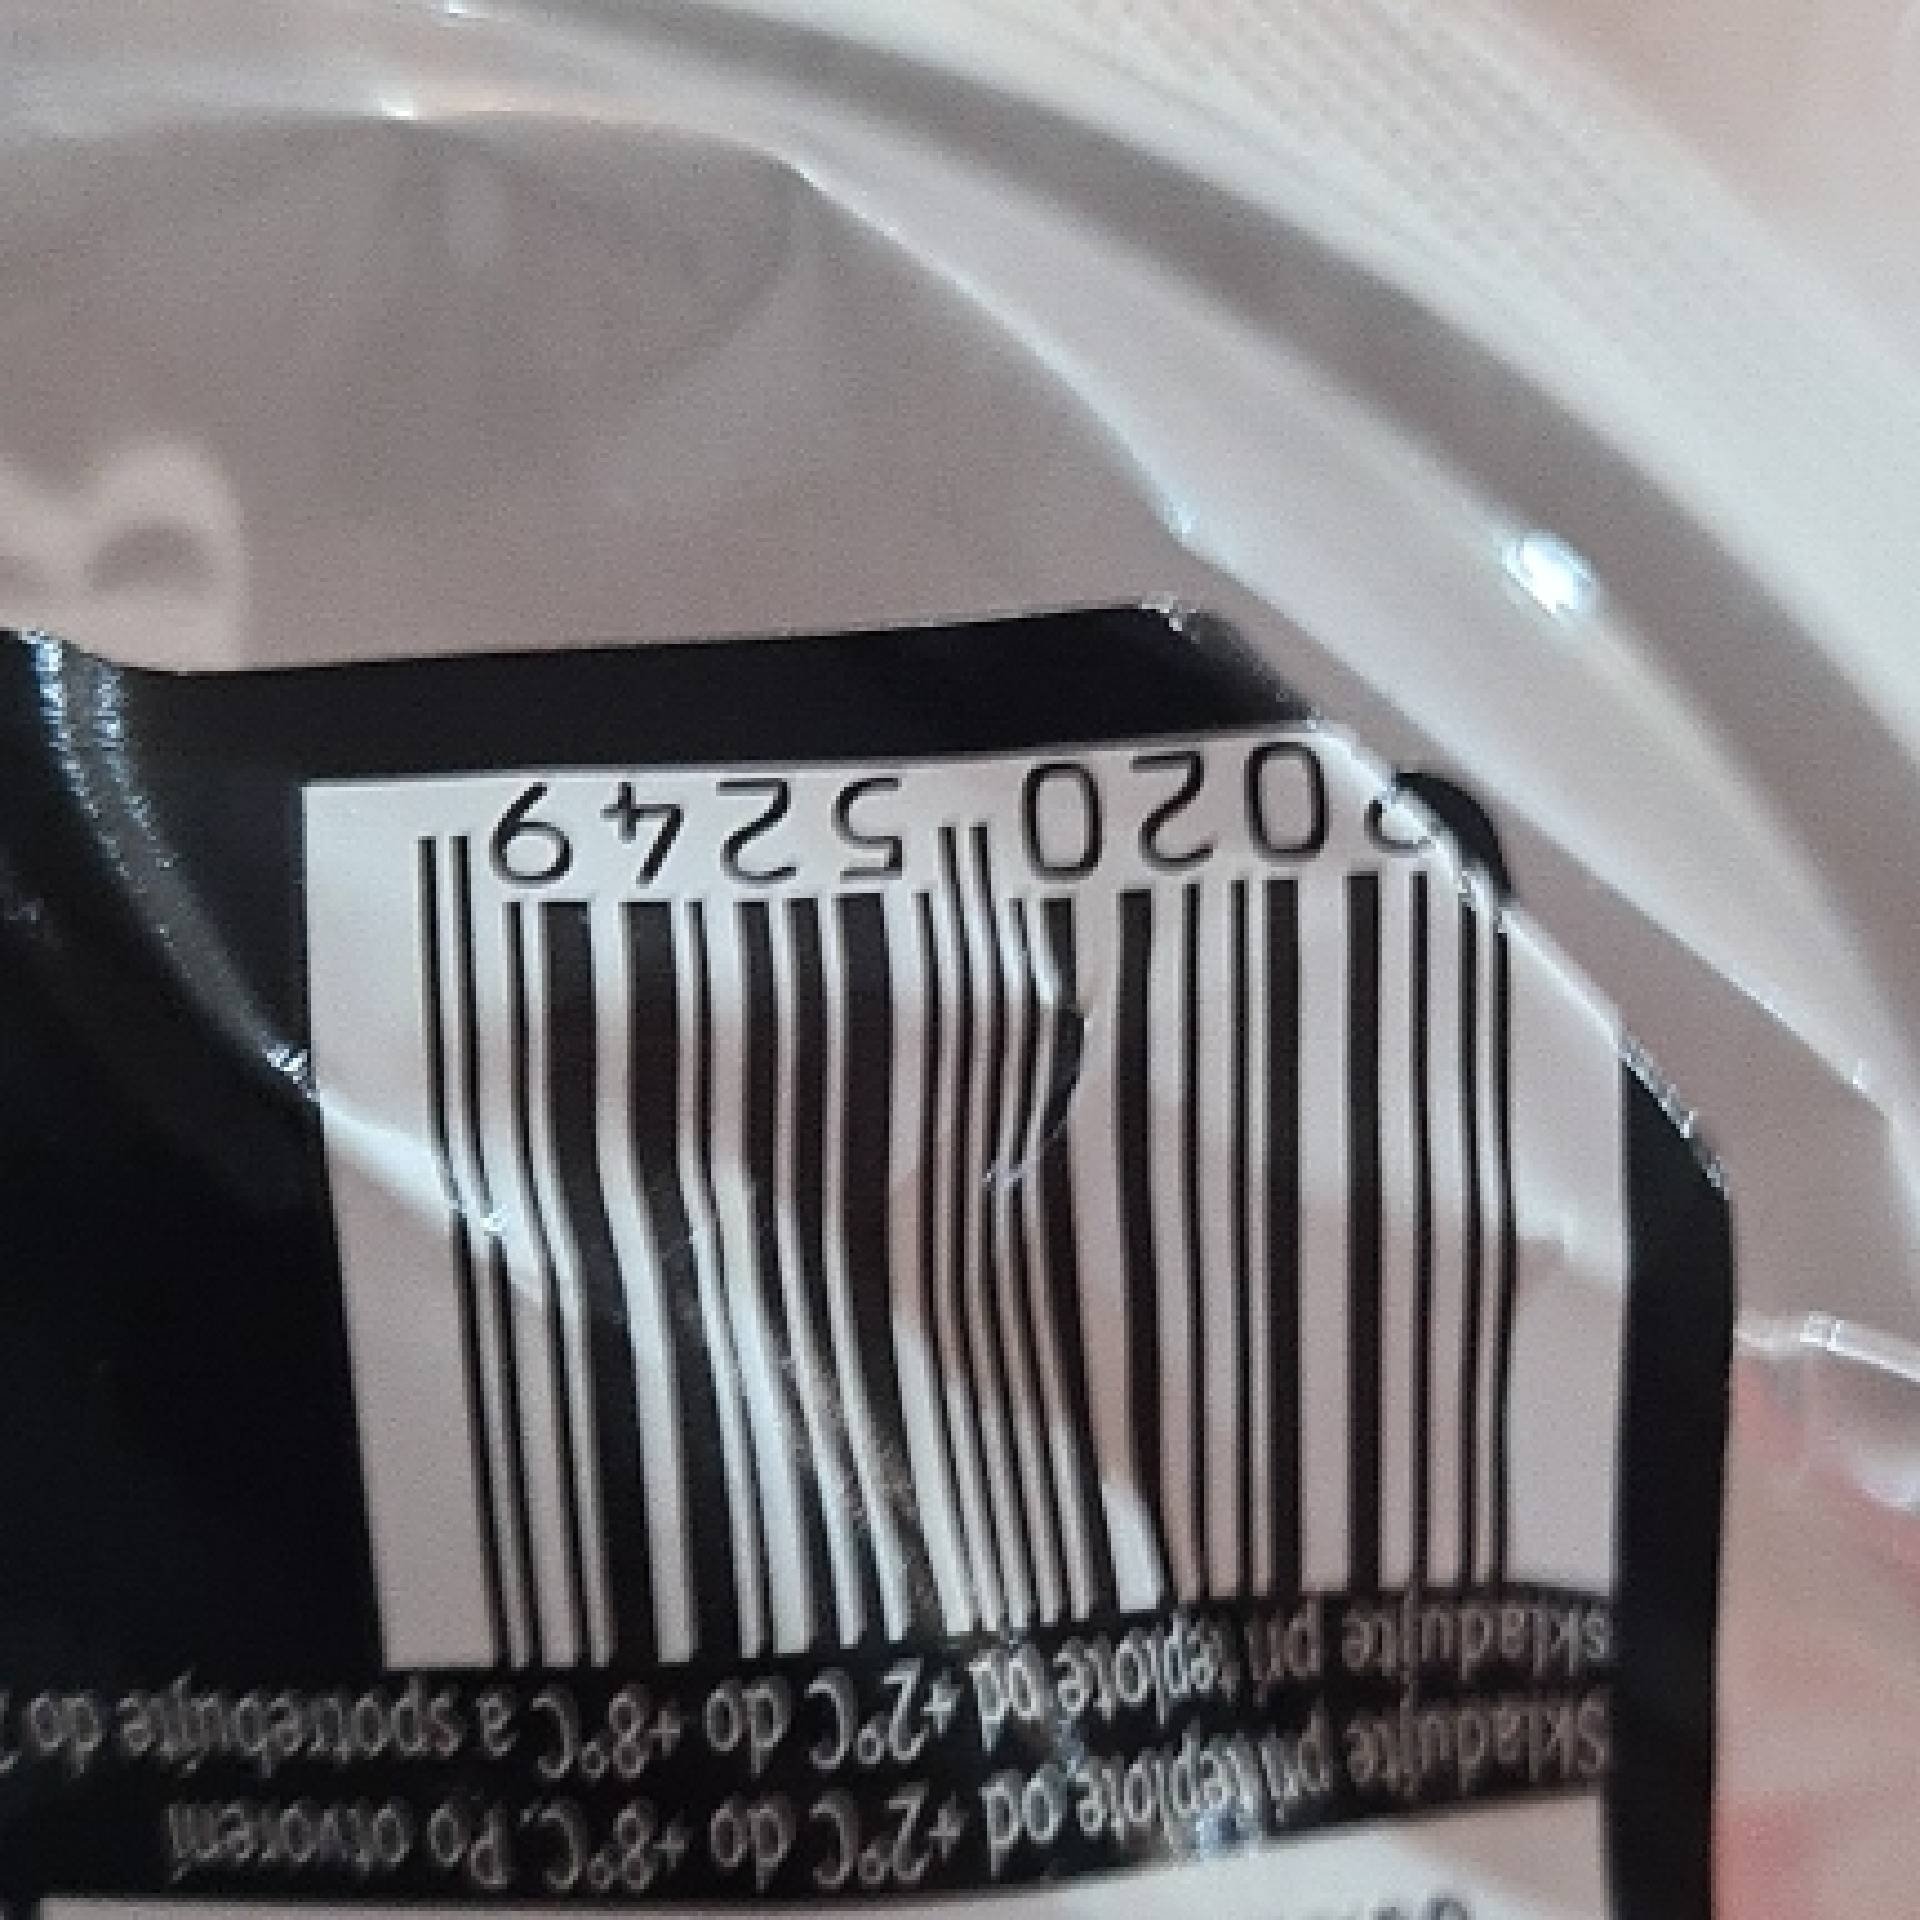 Skladujte pri teplote od +2°C do +8°C. Po otvorení
skladujte pri teplote od +2°C do +8°C a spotrebujte do
2020 5249